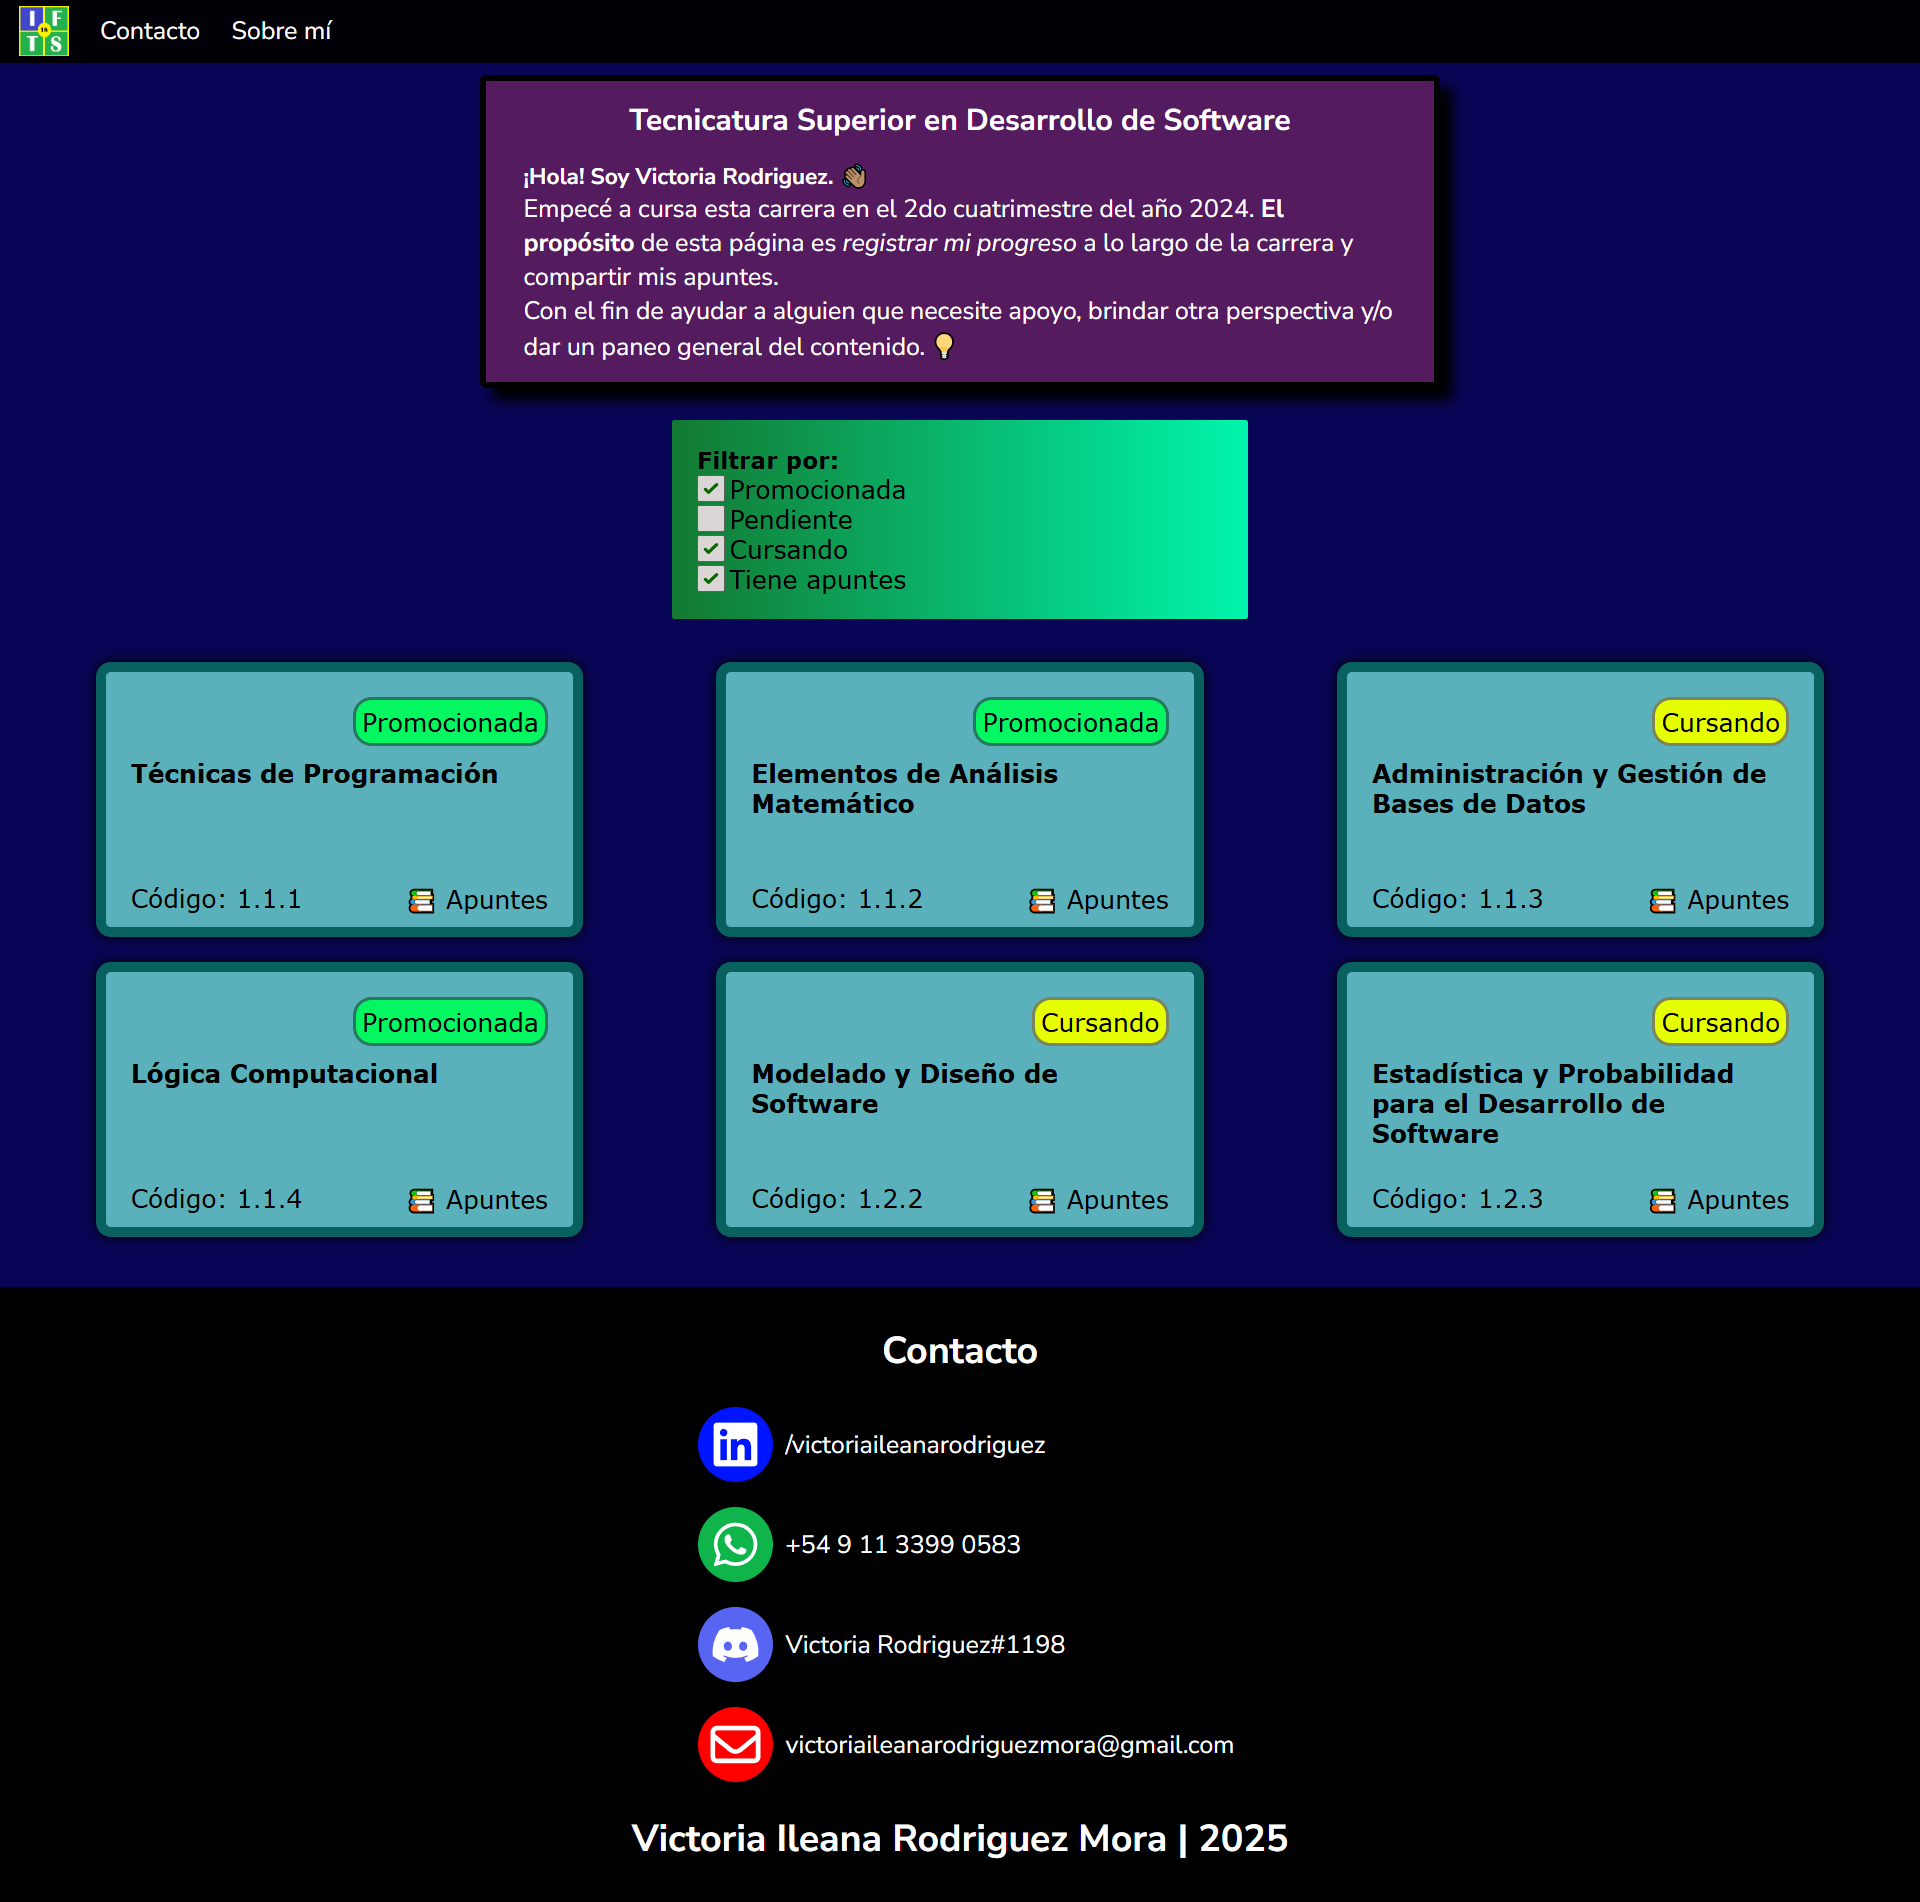 I F
18
T S
Contacto Sobre mí
Tecnicatura Superior en Desarrollo de Software
¡Hola! Soy Victoria Rodriguez. 👋🏽
Empecé a cursa esta carrera en el 2do cuatrimestre del año 2024. El
propósito de esta página es registrar mi progreso a lo largo de la carrera y
compartir mis apuntes.
Con el fin de ayudar a alguien que necesite apoyo, brindar otra perspectiva y/o
dar un paneo general del contenido. 💡
Filtrar por:
Promocionada
Pendiente
Cursando
Tiene apuntes
Promocionada
Técnicas de Programación
Código: 1.1.1 📚 Apuntes
Promocionada
Elementos de Análisis
Matemático
Código: 1.1.2 📚 Apuntes
Cursando
Administración y Gestión de
Bases de Datos
Código: 1.1.3 📚 Apuntes
Promocionada
Lógica Computacional
Código: 1.1.4 📚 Apuntes
Cursando
Modelado y Diseño de
Software
Código: 1.2.2 📚 Apuntes
Cursando
Estadística y Probabilidad
para el Desarrollo de
Software
Código: 1.2.3 📚 Apuntes
Contacto
/victoriaileanarodriguez
+54 9 11 3399 0583
Victoria Rodriguez#1198
victoriaileanarodriguezmora@gmail.com
Victoria Ileana Rodriguez Mora | 2025